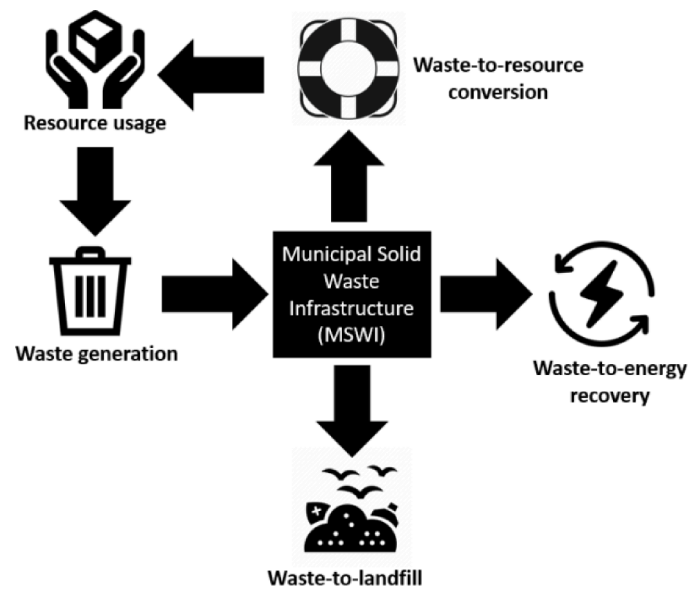 Waste-to-resource
conversion
Resource usage
Municipal Solid
Waste
Infrastructure
(MSWI)
Waste generation
Waste-to-energy
recovery
Waste-to-landfill